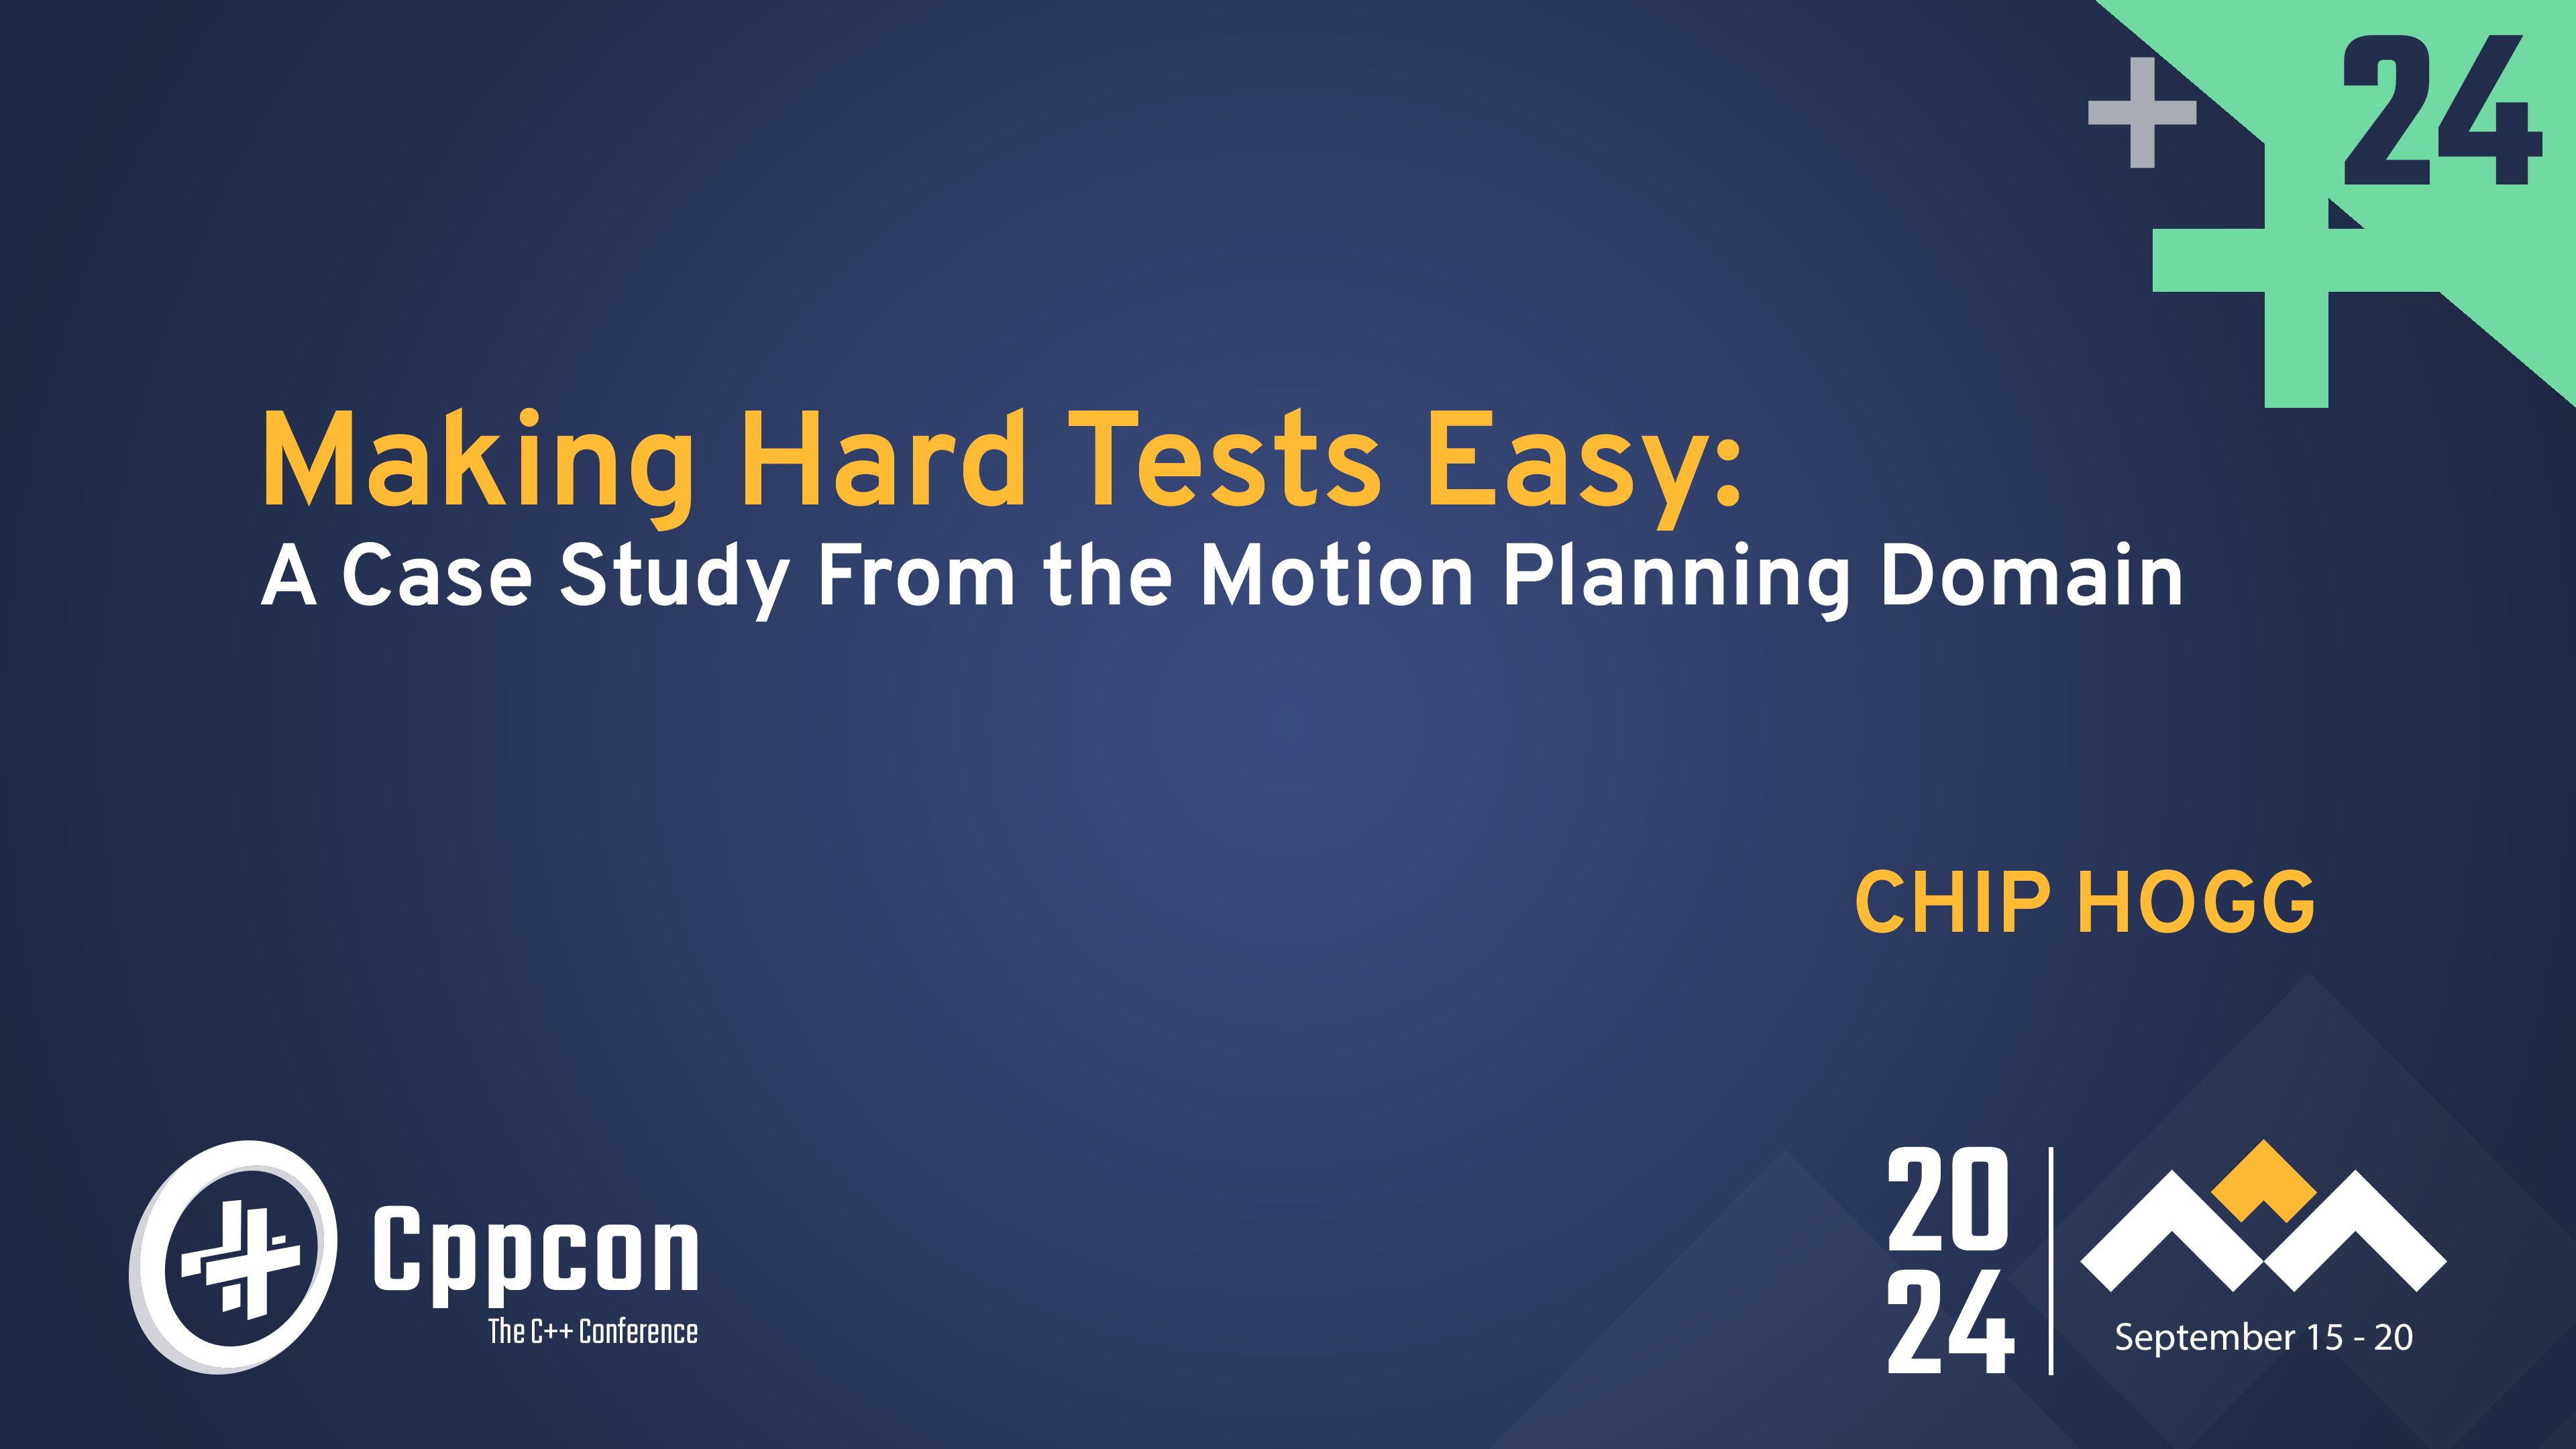 24
Making Hard Tests Easy:
A Case Study From the Motion Planning Domain
CHIP HOGG
Cppcon
The C++ Conference
20
24
September 15 - 20